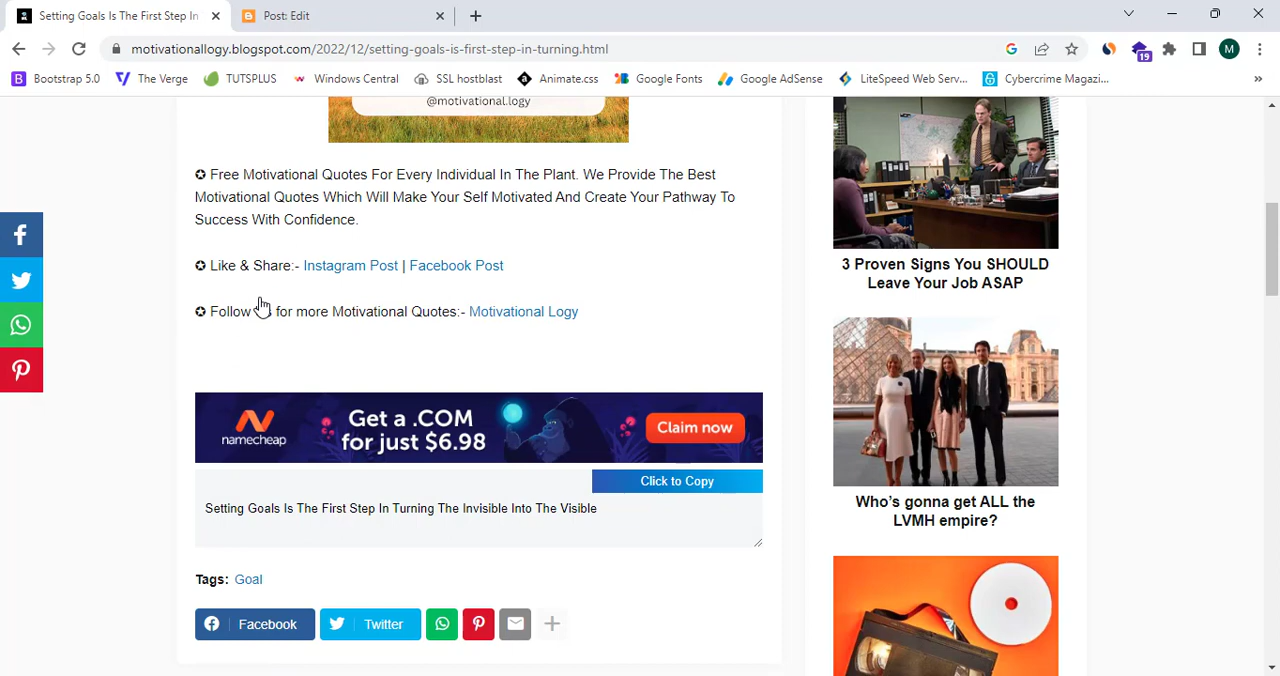 Setting Goals Is The First Step In
Post: Edit
motivationallogy.blogspot.com/2022/12/setting-goals-is-first-step-in-turning.html
19
M
B Bootstrap 5.0
The Verge
TUTSPLUS
Windows Central
SSL hostblast
Animate.css
Google Fonts
Google AdSense
LiteSpeed Web Serv...
Cybercrime Magazi...
»
@motivational.logy
✪ Free Motivational Quotes For Every Individual In The Plant. We Provide The Best
Motivational Quotes Which Will Make Your Self Motivated And Create Your Pathway To
Success With Confidence.
✪ Like & Share:- Instagram Post | Facebook Post
✪ Follow for more Motivational Quotes:- Motivational Logy
namecheap
Get a .COM
for just $6.98
Claim now
Click to Copy
Setting Goals Is The First Step In Turning The Invisible Into The Visible
Tags: Goal
Facebook
Twitter
3 Proven Signs You SHOULD
Leave Your Job ASAP
Who's gonna get ALL the
LVMH empire?